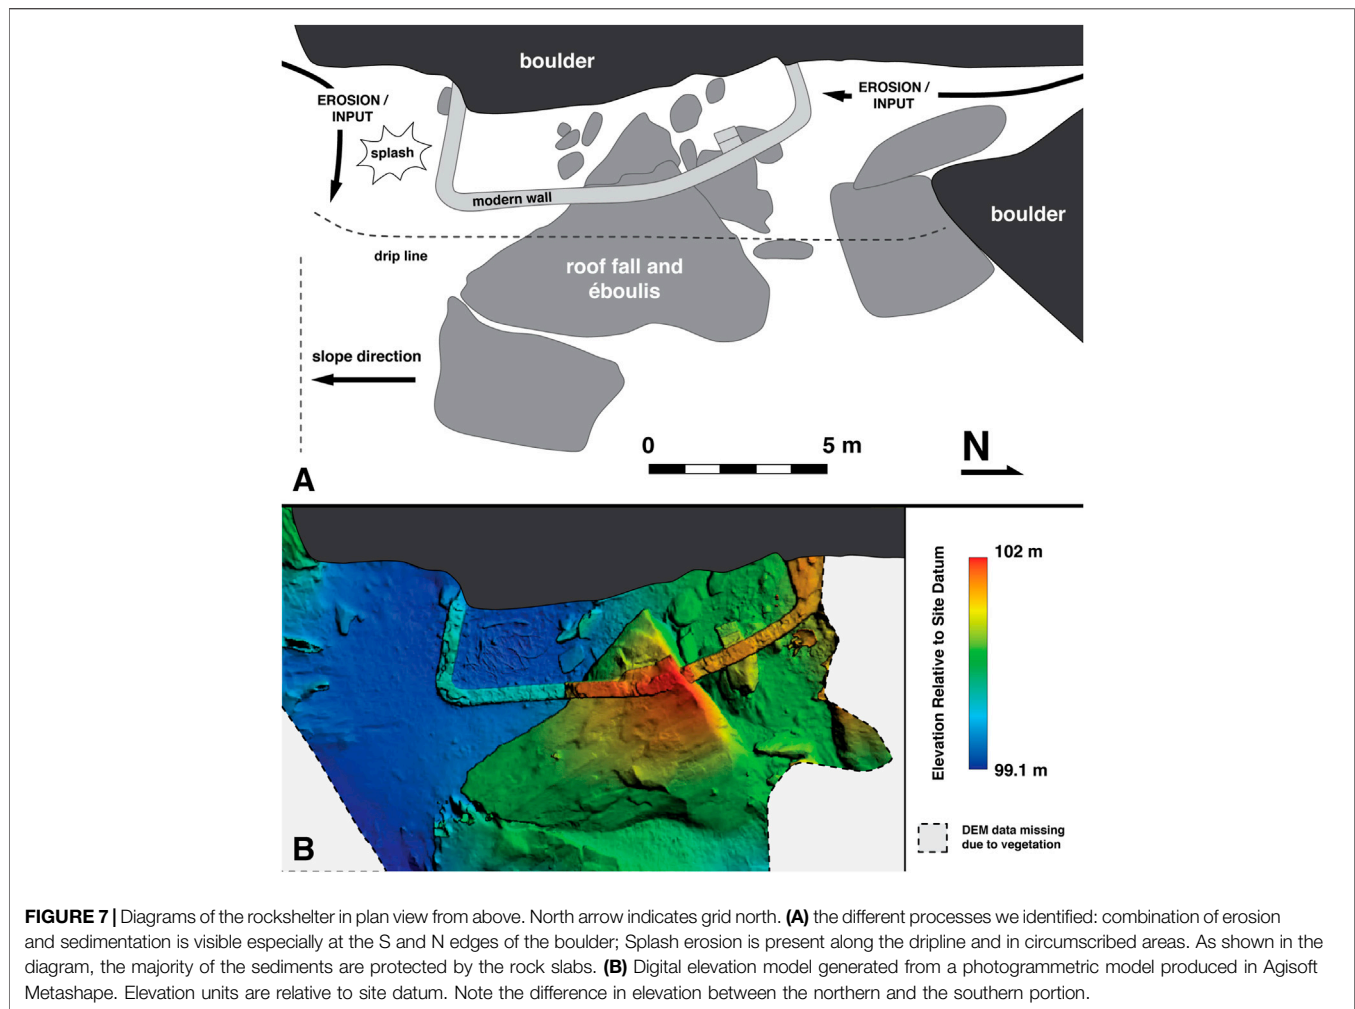 boulder
EROSION /
INPUT
EROSION /
INPUT
splash
modern wall
boulder
drip line
roof fall and
éboulis
slope direction
0 5 m
N
A
102 m
Elevation Relative to Site Datum
99.1 m
B
DEM data missing
due to vegetation
FIGURE 7 | Diagrams of the rockshelter in plan view from above. North arrow indicates grid north. (A) the different processes we identified: combination of erosion
and sedimentation is visible especially at the S and N edges of the boulder; Splash erosion is present along the dripline and in circumscribed areas. As shown in the
diagram, the majority of the sediments are protected by the rock slabs. (B) Digital elevation model generated from a photogrammetric model produced in Agisoft
Metashape. Elevation units are relative to site datum. Note the difference in elevation between the northern and the southern portion.